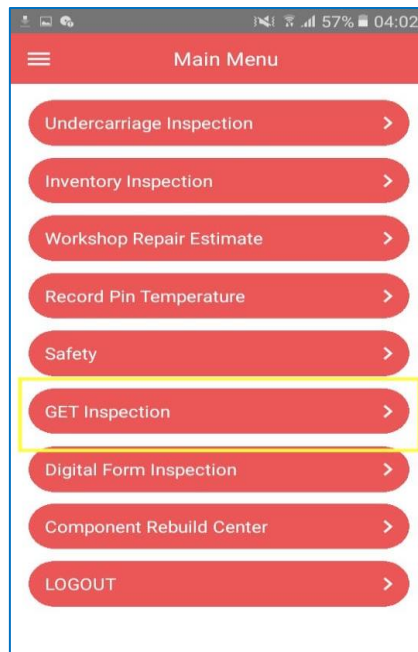 57% 04:02
Main Menu
Undercarriage Inspection
Inventory Inspection
Workshop Repair Estimate
Record Pin Temperature
Safety
GET Inspection
Digital Form Inspection
Component Rebuild Center
LOGOUT